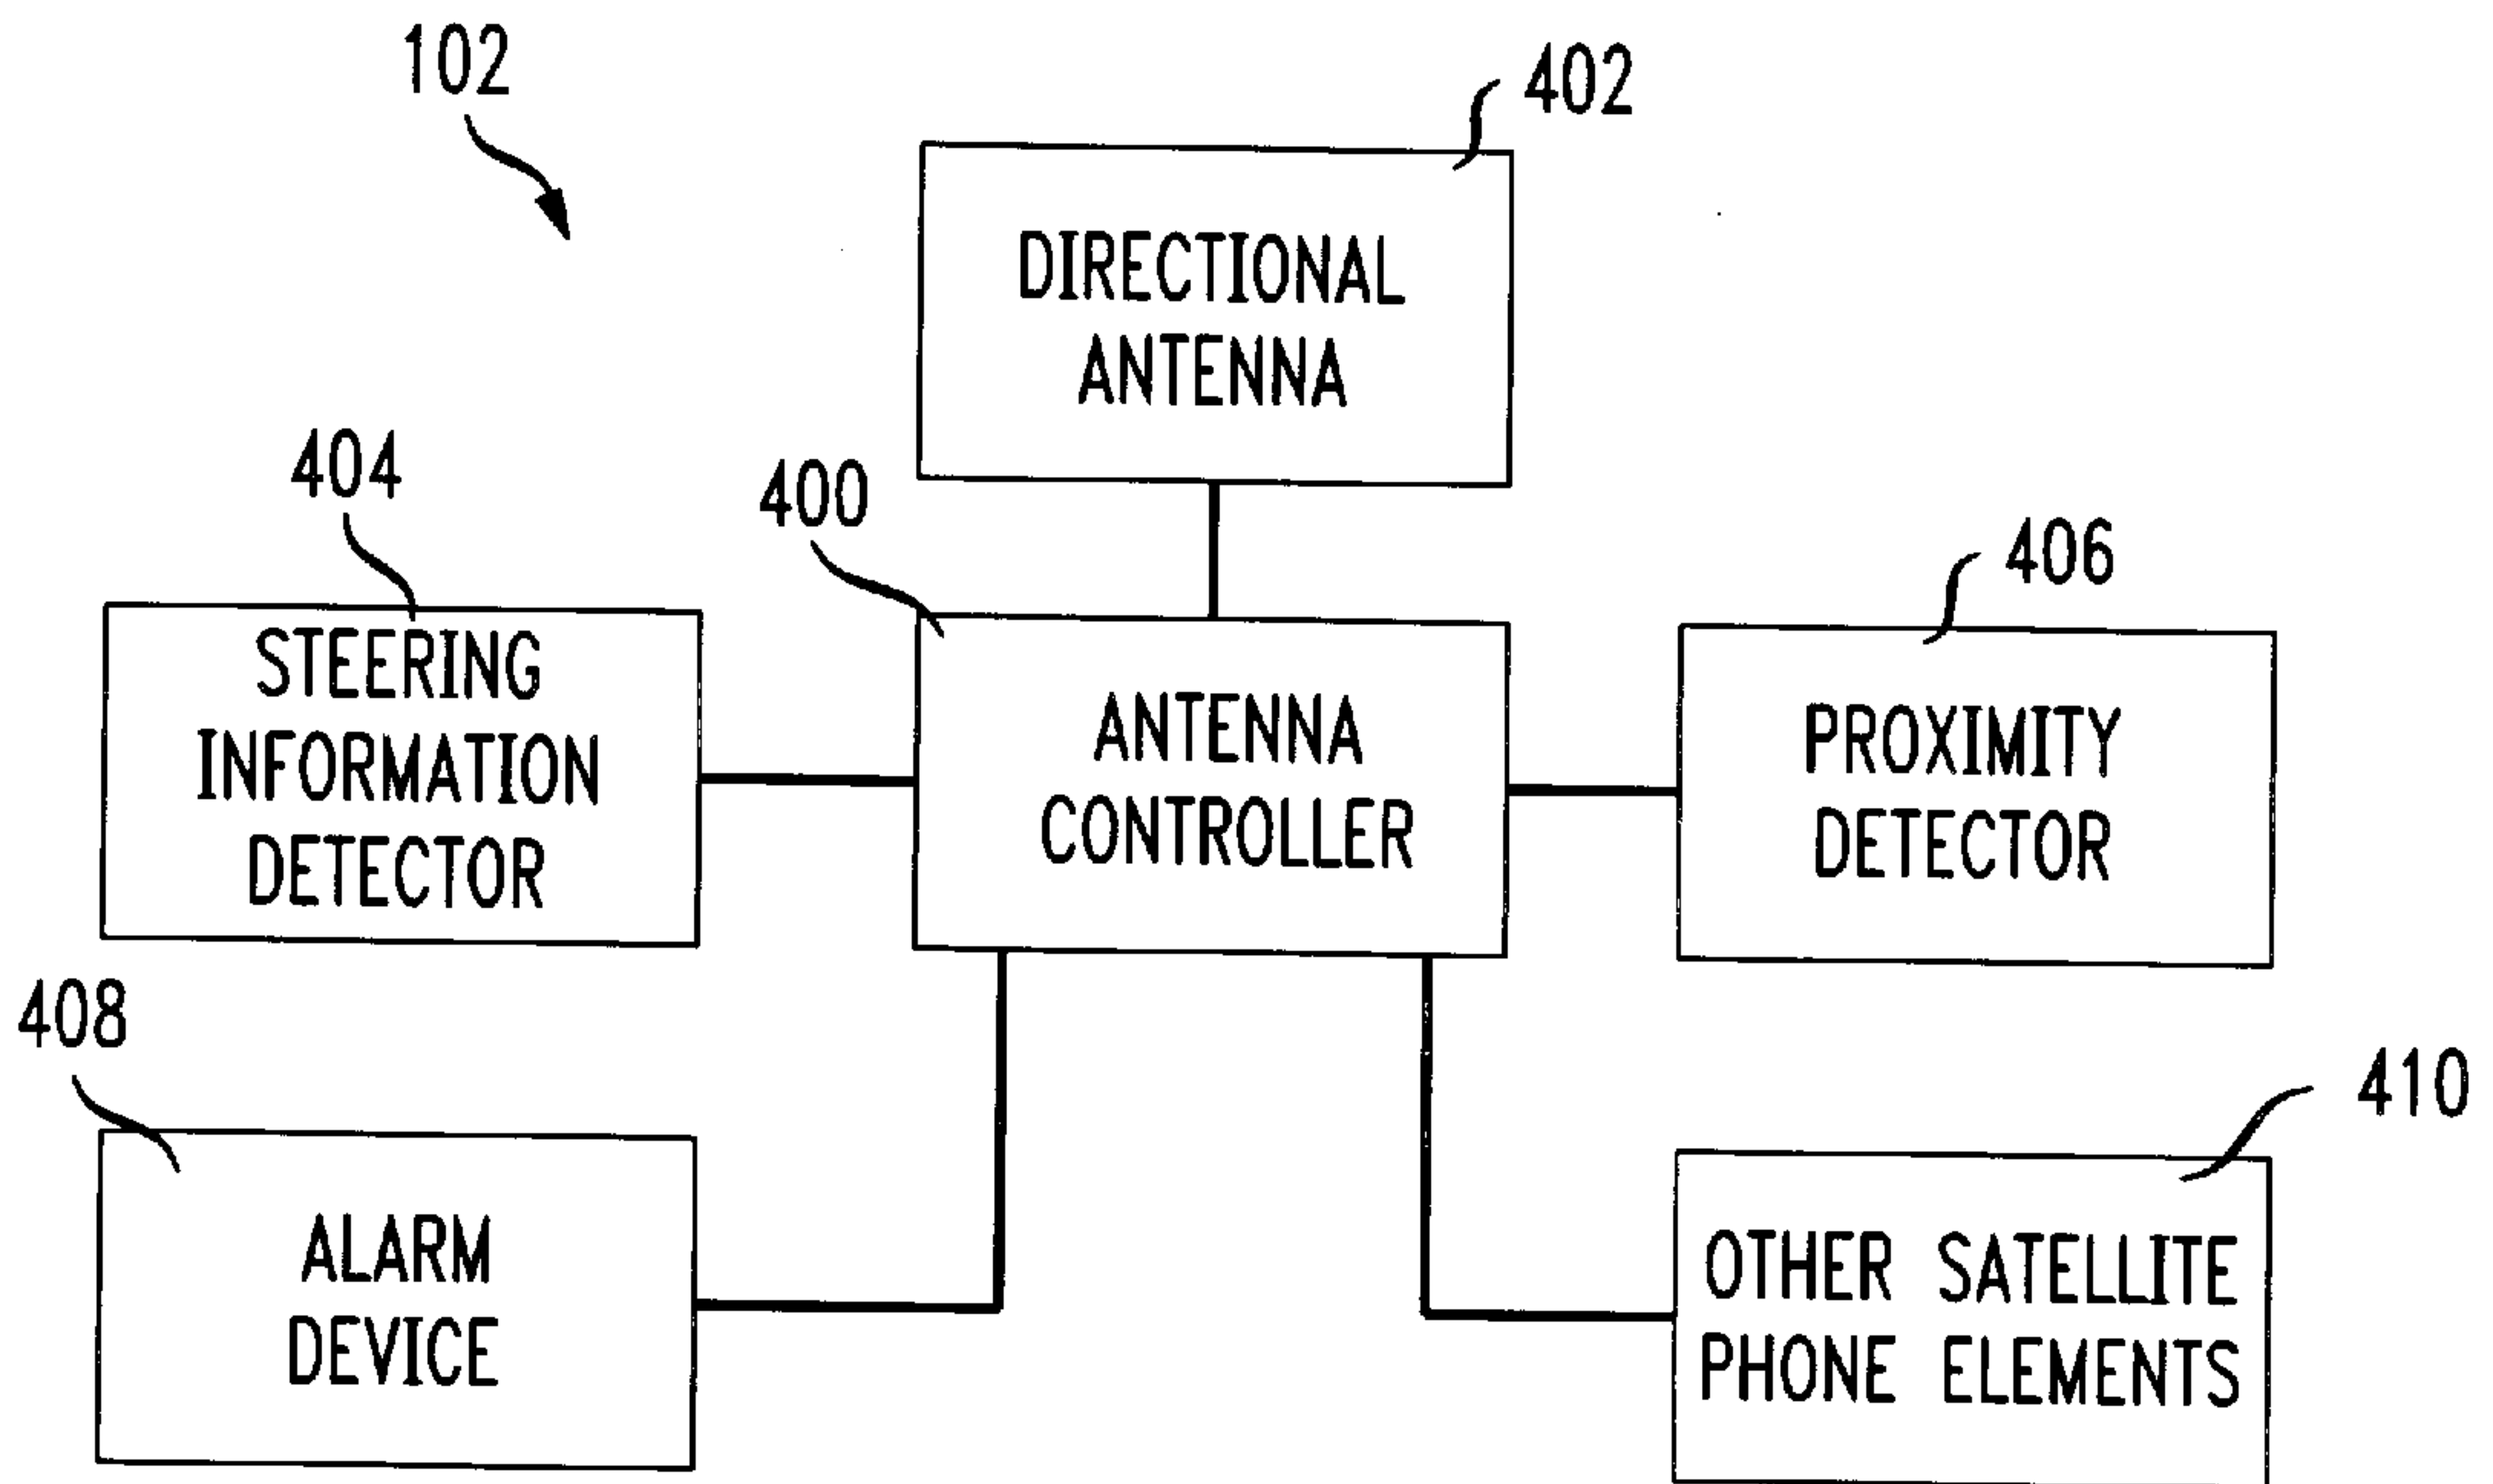 102
402
DIRECTIONAL
ANTENNA
404
400
406
STEERING
INFORMATION
DETECTOR
ANTENNA
CONTROLLER
PROXIMITY
DETECTOR
408
410
ALARM
DEVICE
OTHER SATELLITE
PHONE ELEMENTS